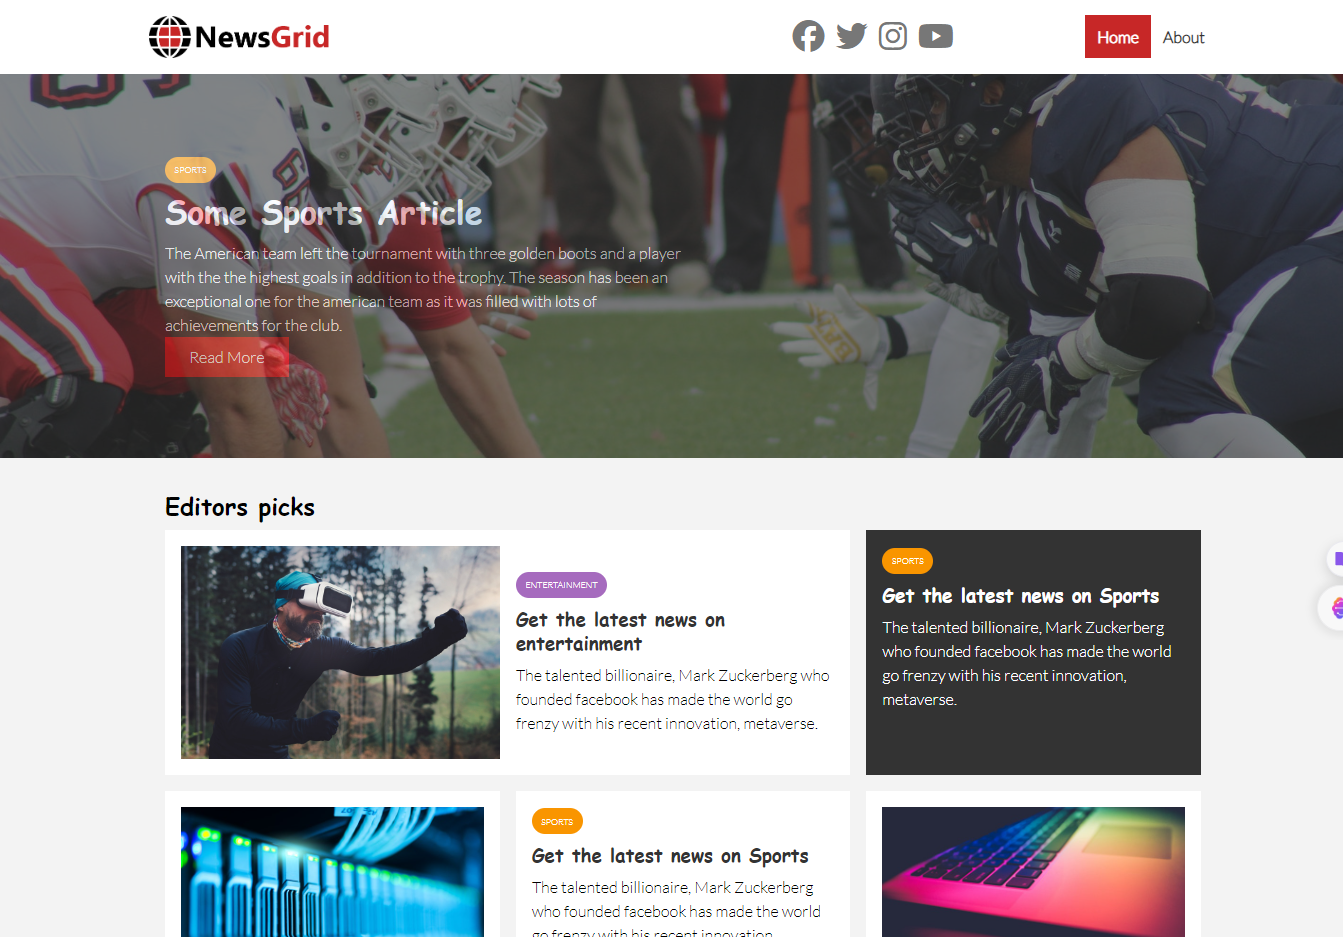 NewsGrid
Home
About
SPORTS
Some Sports Article
The American team left the tournament with three golden boots and a player
with the the highest goals in addition to the trophy. The season has been an
exceptional one for the american team as it was filled with lots of
achievements for the club.
Read More
Editors picks
ENTERTAINMENT
Get the latest news on
entertainment
The talented billionaire, Mark Zuckerberg who
founded facebook has made the world go
frenzy with his recent innovation, metaverse.
SPORTS
Get the latest news on Sports
The talented billionaire, Mark Zuckerberg
who founded facebook has made the world
go frenzy with his recent innovation,
metaverse.
SPORTS
Get the latest news on Sports
The talented billionaire, Mark Zuckerberg
who founded facebook has made the world
go frenzy with his recent innovation,